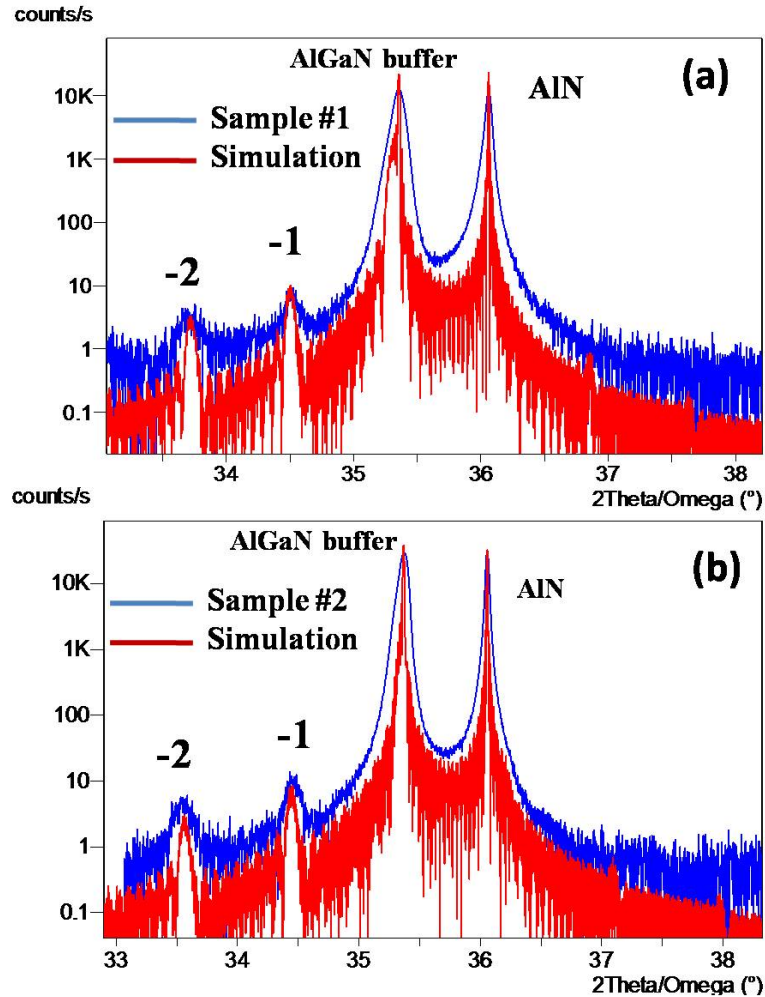 counts/s
AlGaN buffer
(a)
AlN
10K
Sample #1
1K
Simulation
100
-1
-2
10
1
0.1
34
35
36
37
38
2Theta/Omega (º)
counts/s
AlGaN buffer
(b)
10K
AlN
Sample #2
Simulation
1K
100
-1
-2
10
1
0.1
33
34
35
36
37
38
2Theta/Omega (º)